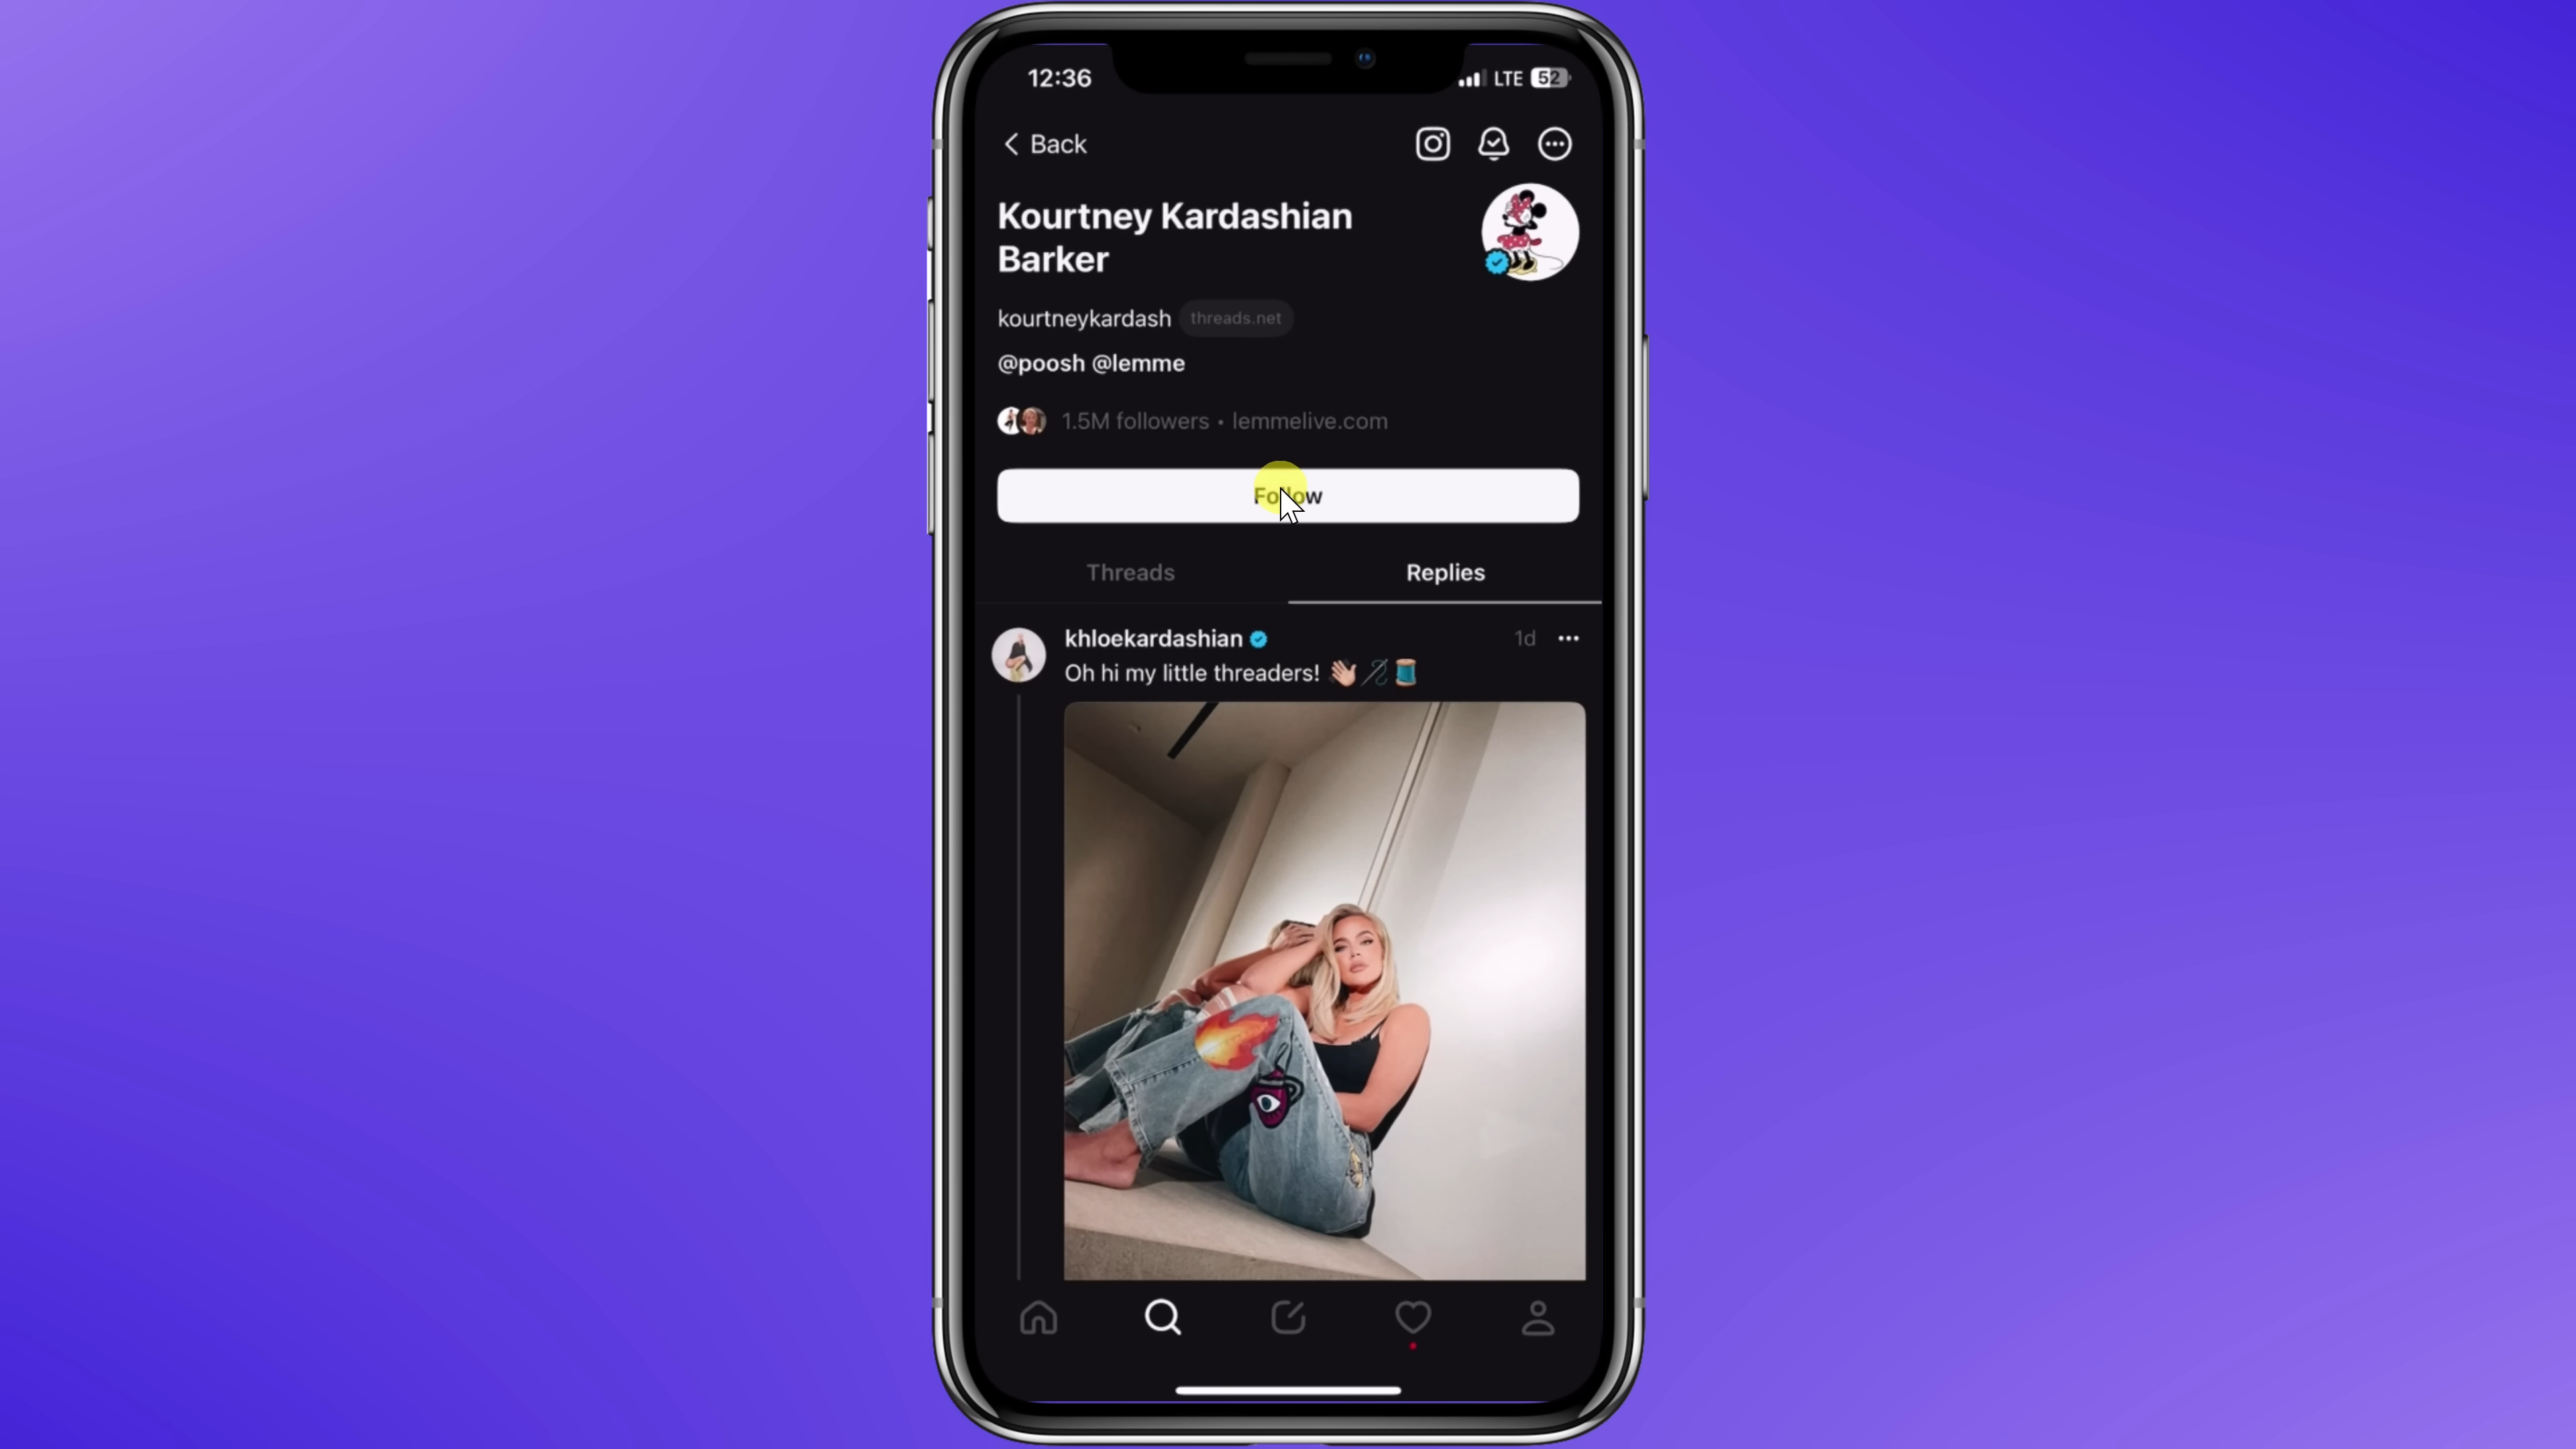 12:36
LTE 52
Back
Kourtney Kardashian
Barker
kourtneykardash threads.net
@poosh @lemme
1.5M followers • lemmelive.com
Follow
Threads Replies
khloekardashian 1d
Oh hi my little threaders! 👋🏼🪡🧵